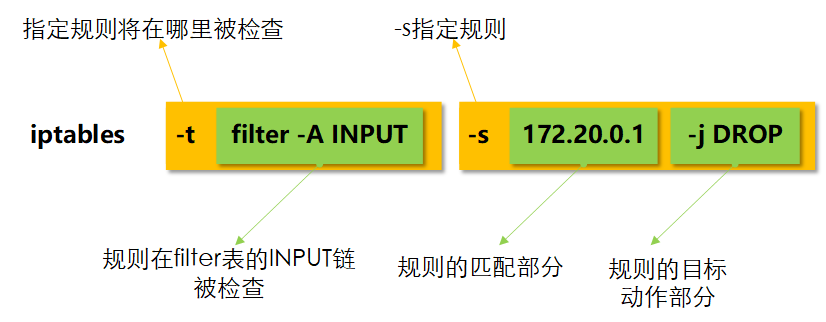 指定规则将在哪里被检查
-s指定规则
iptables -t filter -A INPUT -s 172.20.0.1 -j DROP
规则在filter表的INPUT链
被检查
规则的匹配部分
规则的目标
动作部分